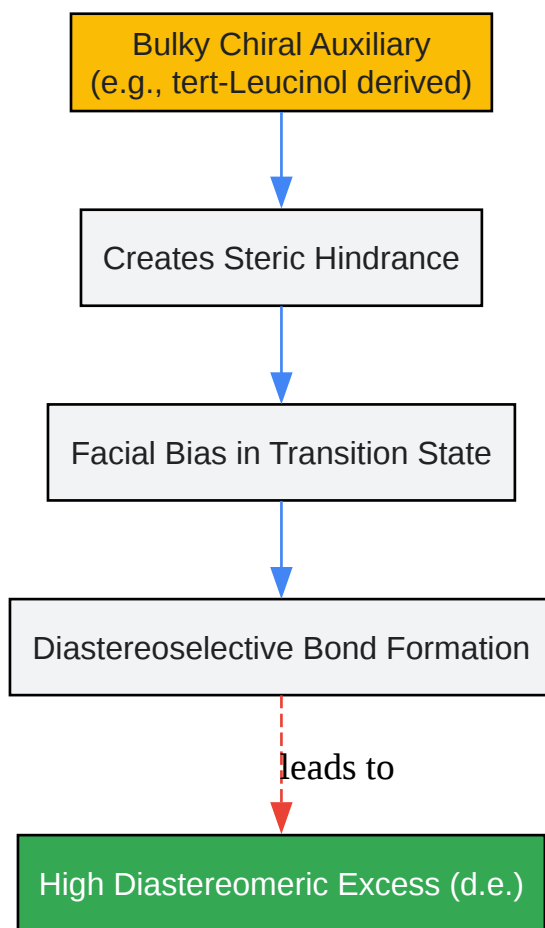 Bulky Chiral Auxiliary
(e.g., tert-Leucinol derived)
Creates Steric Hindrance
Facial Bias in Transition State
Diastereoselective Bond Formation
leads to
High Diastereomeric Excess (d.e.)